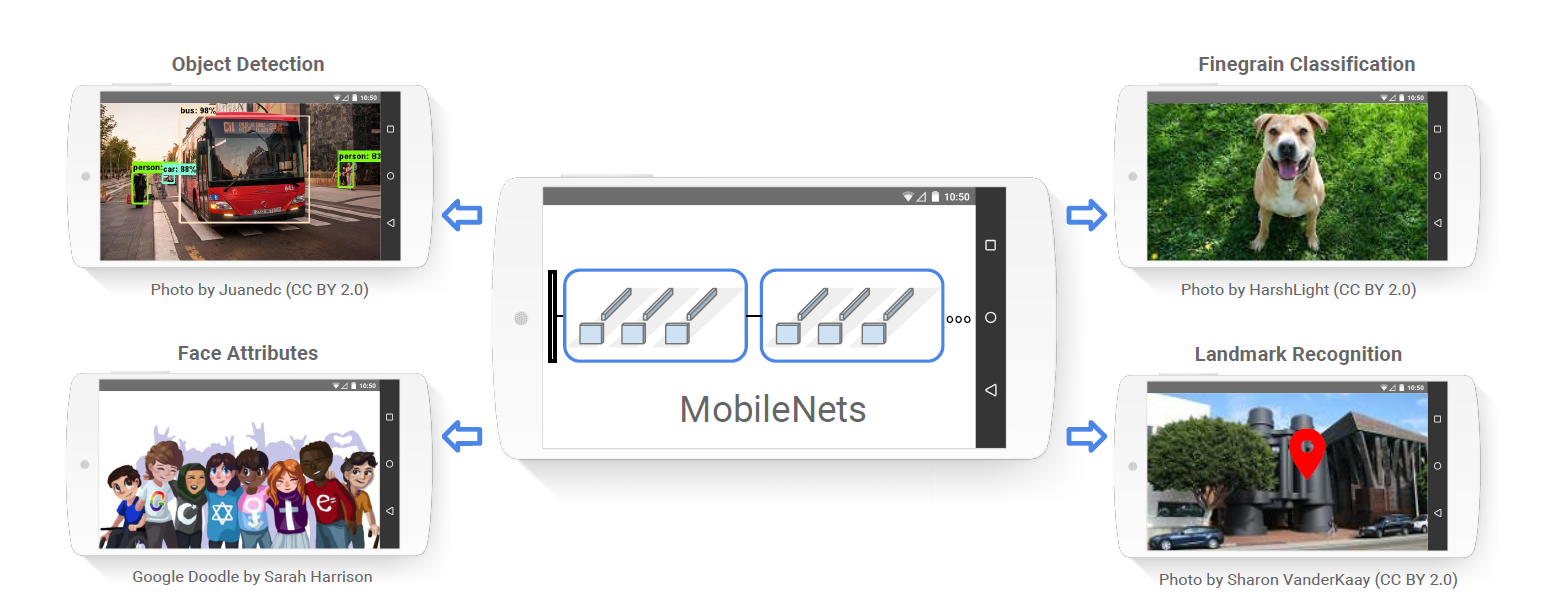 Object Detection
10:50
bus: 98%
person:
car: 88%
person: 83
Photo by Juanedc (CC BY 2.0)
Face Attributes
10:50
G
t
e=
Google Doodle by Sarah Harrison
10:50
MobileNets
Finegrain Classification
10:50
Photo by HarshLight (CC BY 2.0)
Landmark Recognition
10:50
Photo by Sharon VanderKaay (CC BY 2.0)